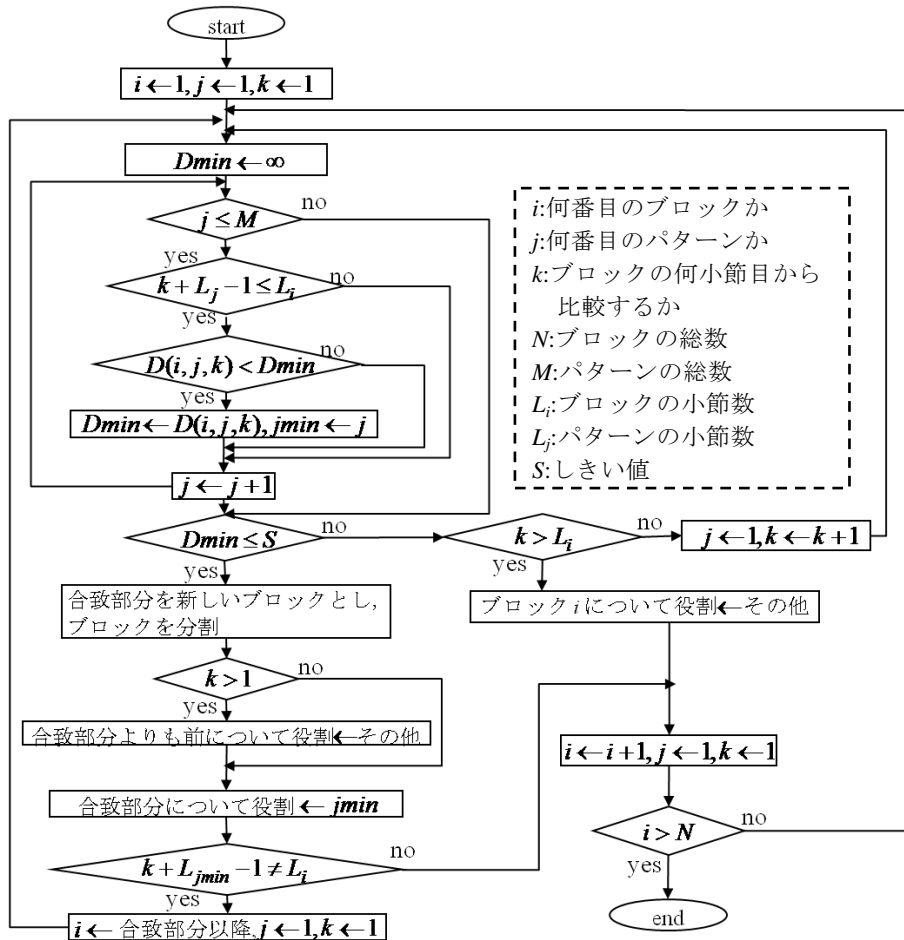 start
i←1, j←1, k←1
Dmin←∞
j≤M
no
yes
k+L_j−1≤L_i
no
yes
D(i, j, k)<Dmin
no
yes
Dmin←D(i, j, k), jmin←j
j←j+1
Dmin≤S
no
yes
合致部分を新しいブロックとし,
ブロックを分割
k>1
no
yes
合致部分よりも前について役割←その他
合致部分について役割←jmin
k+L_jmin−1≠L_i
no
yes
i←合致部分以降, j←1, k←1
i:何番目のブロックか
j:何番目のパターンか
k:ブロックの何小節目から
比較するか
N:ブロックの総数
M:パターンの総数
L_i:ブロックの小節数
L_j:パターンの小節数
S:しきい値
k>L_i
no
yes
j←1, k←k+1
ブロック i について役割←その他
i←i+1, j←1, k←1
i>N
no
yes
end